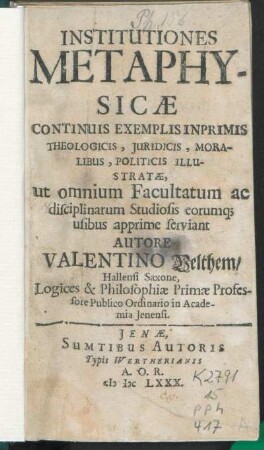 Ph. 156
INSTITUTIONES
METAPHY-
SICÆ
CONTINUIS EXEMPLIS INPRIMIS
THEOLOGICIS, JURIDICIS, MORA-
LIBUS, POLITICIS ILLU-
STRATÆ,
ut omnium Facultatum ac
disciplinarum Studiosis eorumq;
usibus apprime serviant
AUTORE
VALENTINO Velthem/
Hallensi Saxone,
Logices & Philosophiæ Primæ Profes-
sore Publico Ordinario in Acade-
mia Jenensi.
JENÆ,
SUMTIBUS AUTORIS
Typis WERTHERIANIS
A. O. R.
cIɔ Iɔc LXXX.
K2791
pph
417
A